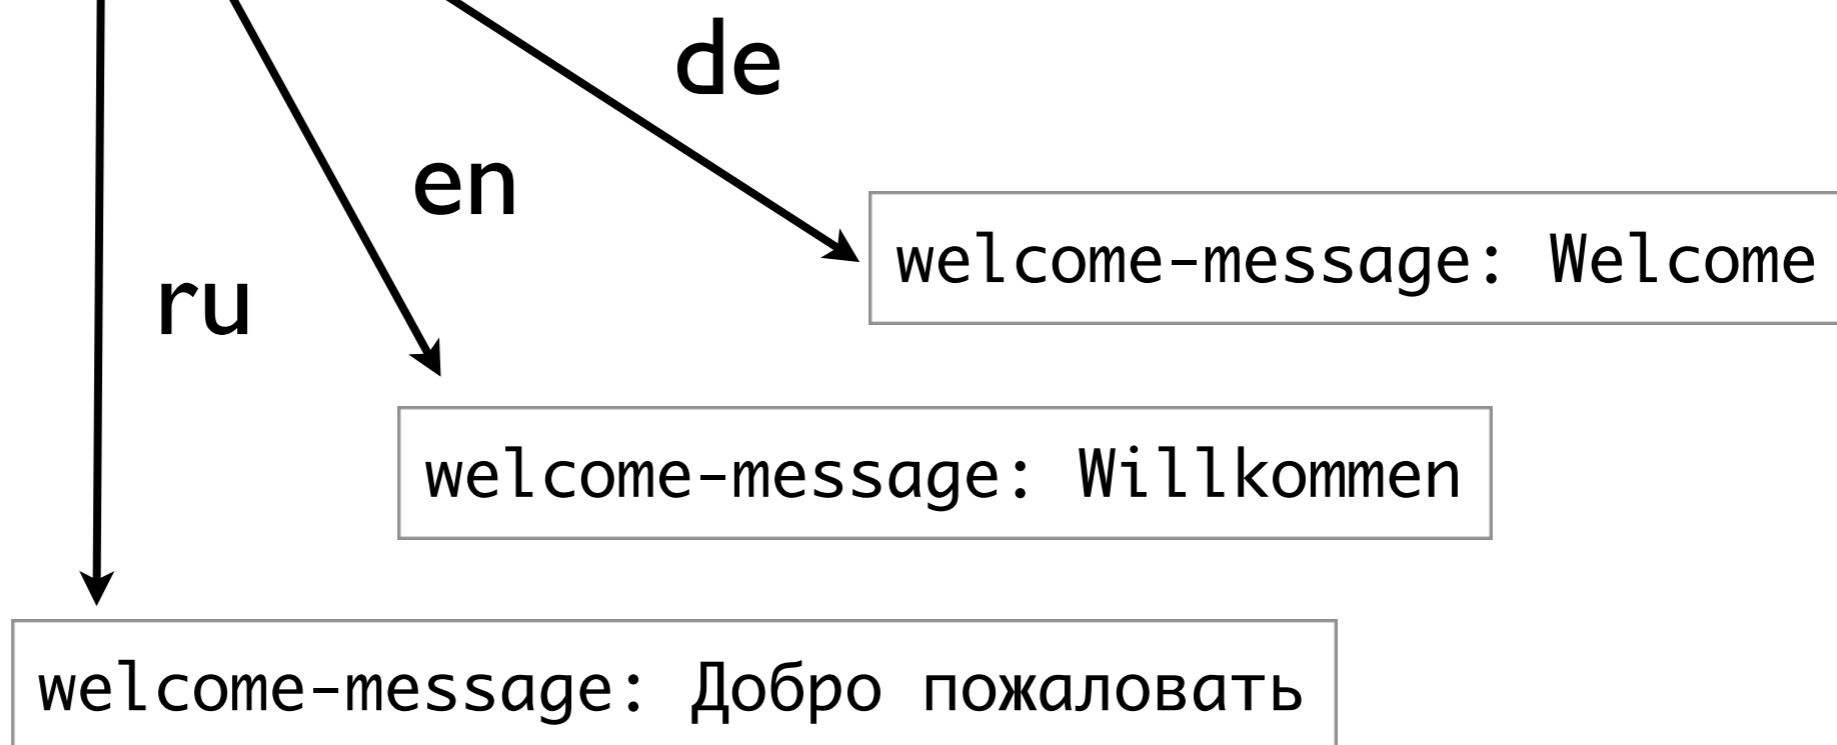 de
en
welcome-message: Welcome
ru
welcome-message: Willkommen
welcome-message: Добро пожаловать